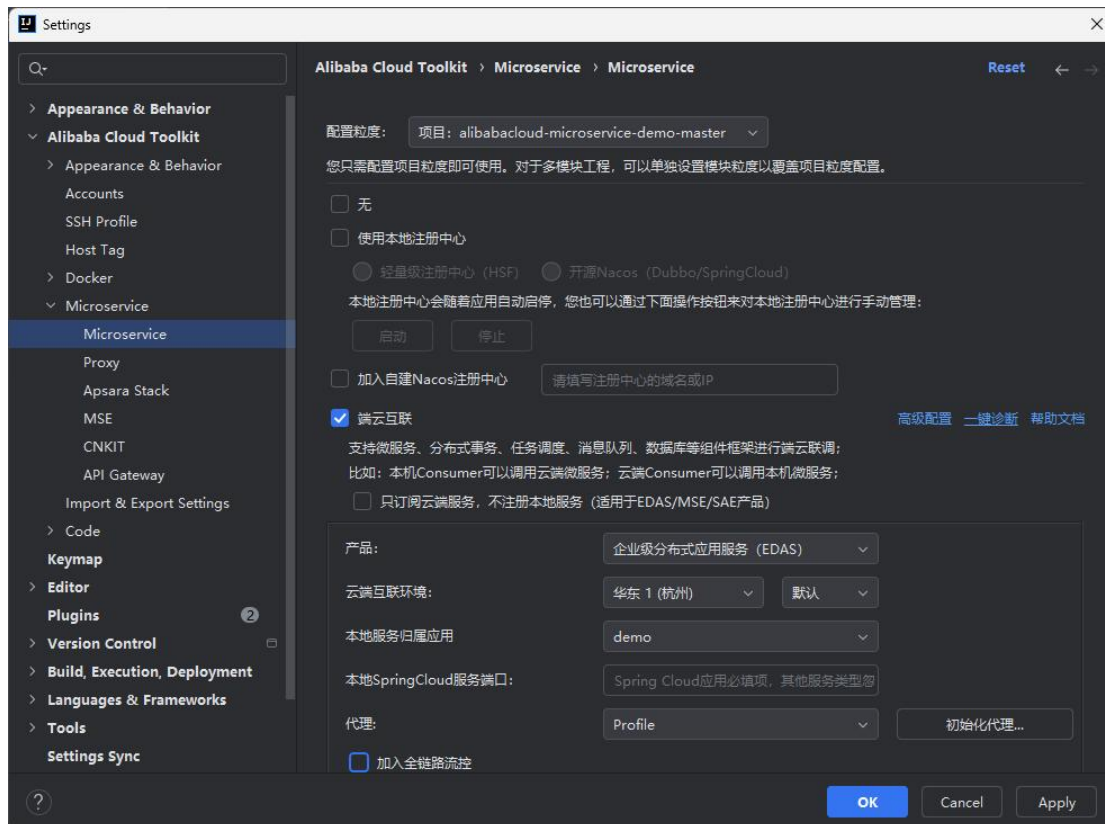 Settings
Alibaba Cloud Toolkit › Microservice › Microservice
Reset
Appearance & Behavior
Alibaba Cloud Toolkit
Appearance & Behavior
Accounts
SSH Profile
Host Tag
Docker
Microservice
Microservice
Proxy
Apsara Stack
MSE
CNKIT
API Gateway
Import & Export Settings
Code
Keymap
Editor
Plugins 2
Version Control
Build, Execution, Deployment
Languages & Frameworks
Tools
Settings Sync
配置粒度： 项目：alibabacloud-microservice-demo-master
您只需配置项目粒度即可使用。对于多模块工程，可以单独设置模块粒度以覆盖项目粒度配置。
无
使用本地注册中心
轻量级注册中心（HSF） 开源Nacos（Dubbo/SpringCloud）
本地注册中心会随着应用自动启停，您也可以通过下面操作按钮来对本地注册中心进行手动管理：
启动 停止
加入自建Nacos注册中心 请填写注册中心的域名或IP
端云互联 高级配置 一键诊断 帮助文档
支持微服务、分布式事务、任务调度、消息队列、数据库等组件框架进行端云联调；
比如：本机Consumer可以调用云端微服务；云端Consumer可以调用本机微服务；
只订阅云端服务，不注册本地服务（适用于EDAS/MSE/SAE产品）
产品： 企业级分布式应用服务（EDAS）
云端互联环境： 华东 1 (杭州) 默认
本地服务归属应用 demo
本地SpringCloud服务端口： Spring Cloud应用必填项，其他服务类型忽
代理: Profile 初始化代理...
加入全链路流控
? OK Cancel Apply